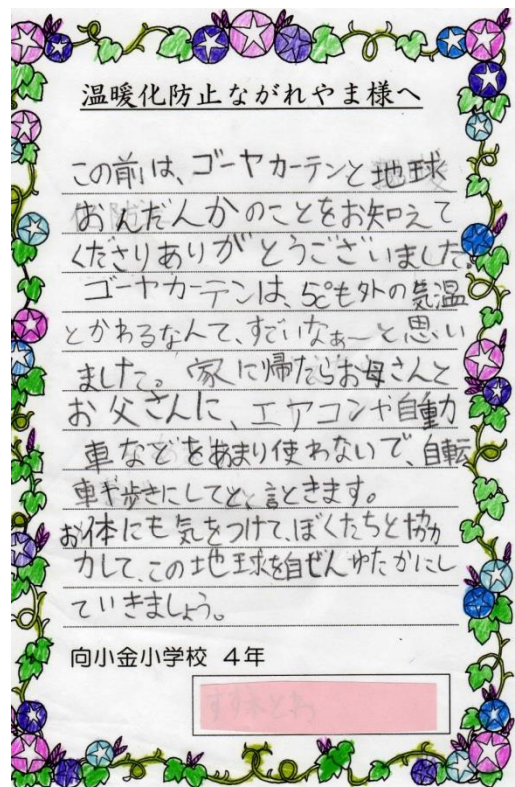 温暖化防止ながれやま様へ
この前は、ゴーヤカーテンと地球
おんだんかのことをお知えて
くださりありがとうございました。
ゴーヤカーテンは、5℃も外の気温
とかわるなんて、すごいなぁ〜と思い
ました。家に帰たらお母さんと
お父さんに、エアコンや自動
車などをあまり使わないで、自転
車や歩きにしてと、言ときます。
お体にも気をつけて、ぼくたちと協
力して、この地球を自ぜんゆたかにし
ていきましょう。
向小金小学校 4年